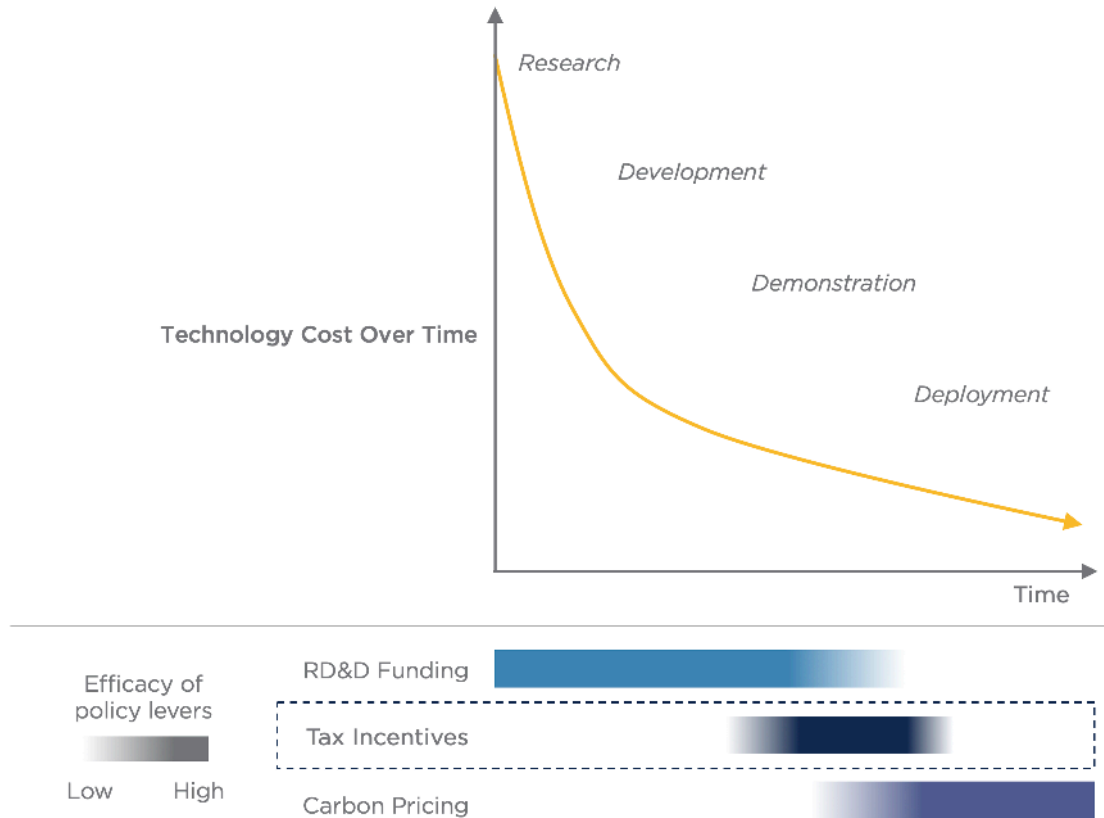 Research
Development
Demonstration
Technology Cost Over Time
Deployment
Time
RD&D Funding
Efficacy of
policy levers
Tax Incentives
Low High
Carbon Pricing